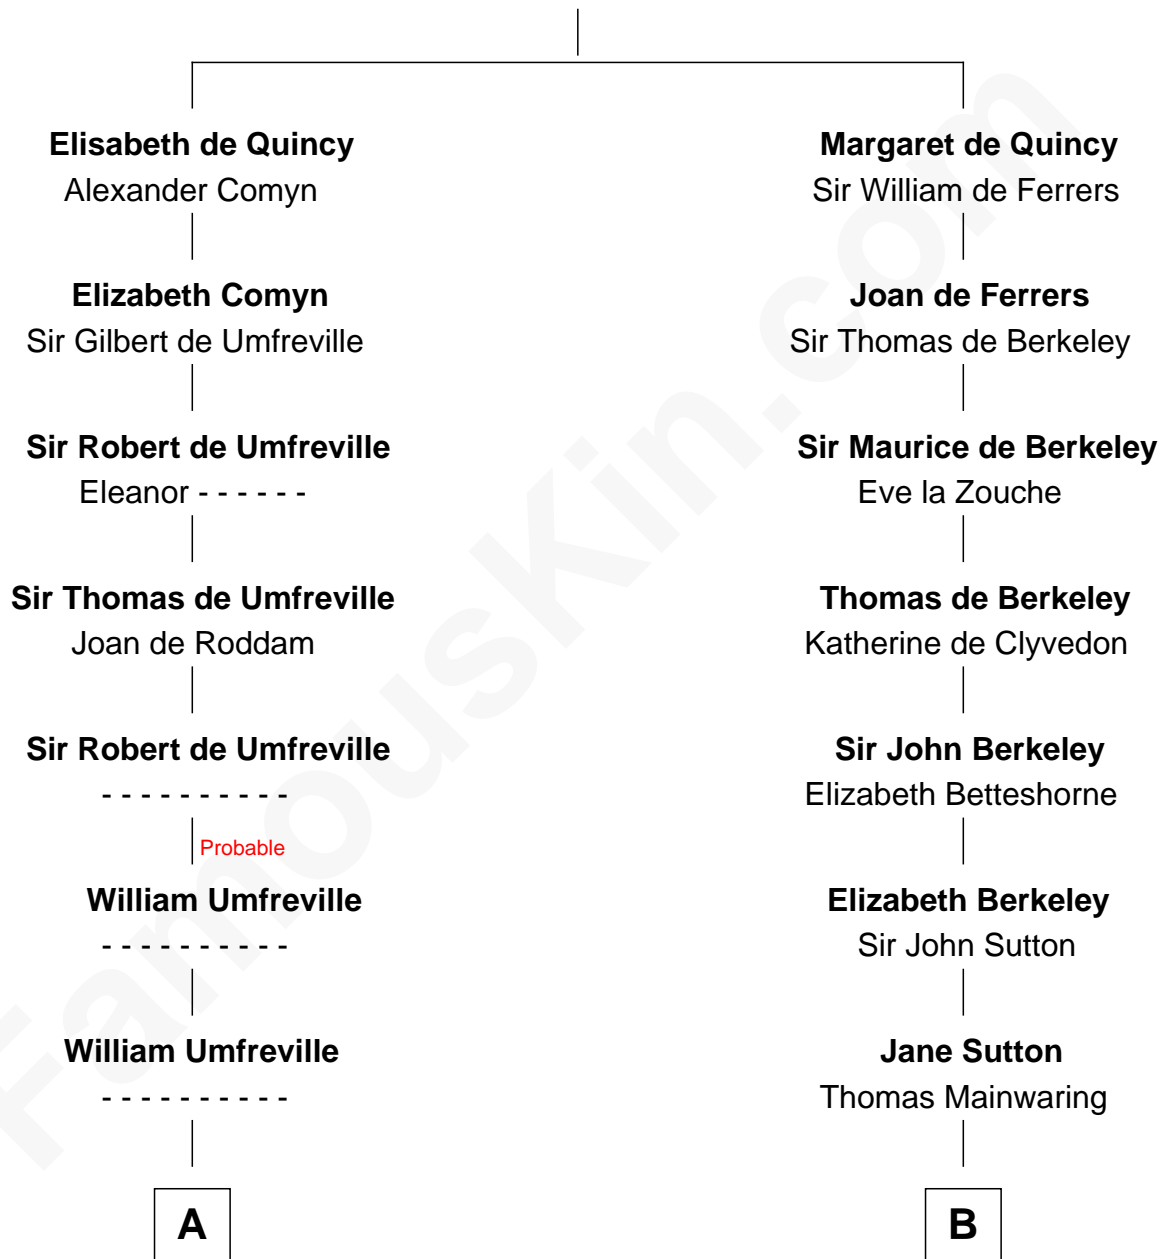 Elisabeth de Quincy
Alexander Comyn
Elizabeth Comyn
Sir Gilbert de Umfreville
Sir Robert de Umfreville
Eleanor - - - - - -
Sir Thomas de Umfreville
Joan de Roddam
Sir Robert de Umfreville
- - - - - - - - - -
Probable
William Umfreville
- - - - - - - - - -
William Umfreville
- - - - - - - - - -
A
Margaret de Quincy
Sir William de Ferrers
Joan de Ferrers
Sir Thomas de Berkeley
Sir Maurice de Berkeley
Eve la Zouche
Thomas de Berkeley
Katherine de Clyvedon
Sir John Berkeley
Elizabeth Betteshorne
Elizabeth Berkeley
Sir John Sutton
Jane Sutton
Thomas Mainwaring
B
FamousKin.com